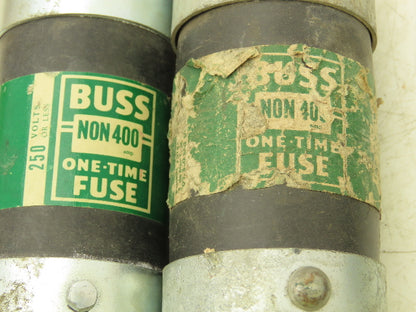 250 VOLTS
OR LESS
BUSS
NON 400
ONE-TIME
FUSE
BUSS
NON 40
ONE-TIME
FUSE